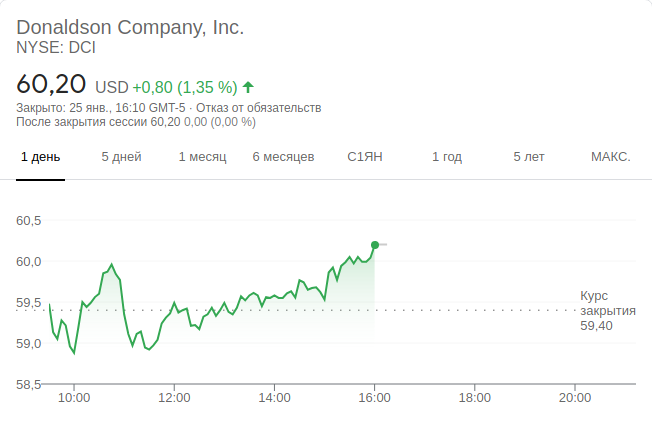 Donaldson Company, Inc.
NYSE: DCI
60,20 USD +0,80 (1,35 %)
Закрыто: 25 янв., 16:10 GMT-5 · Отказ от обязательств
После закрытия сессии 60,20 0,00 (0,00 %)
1 день 5 дней 1 месяц 6 месяцев С1ЯН 1 год 5 лет МАКС.
60,5
60,0
59,5
59,0
58,5
Курс
закрытия
59,40
10:00 12:00 14:00 16:00 18:00 20:00